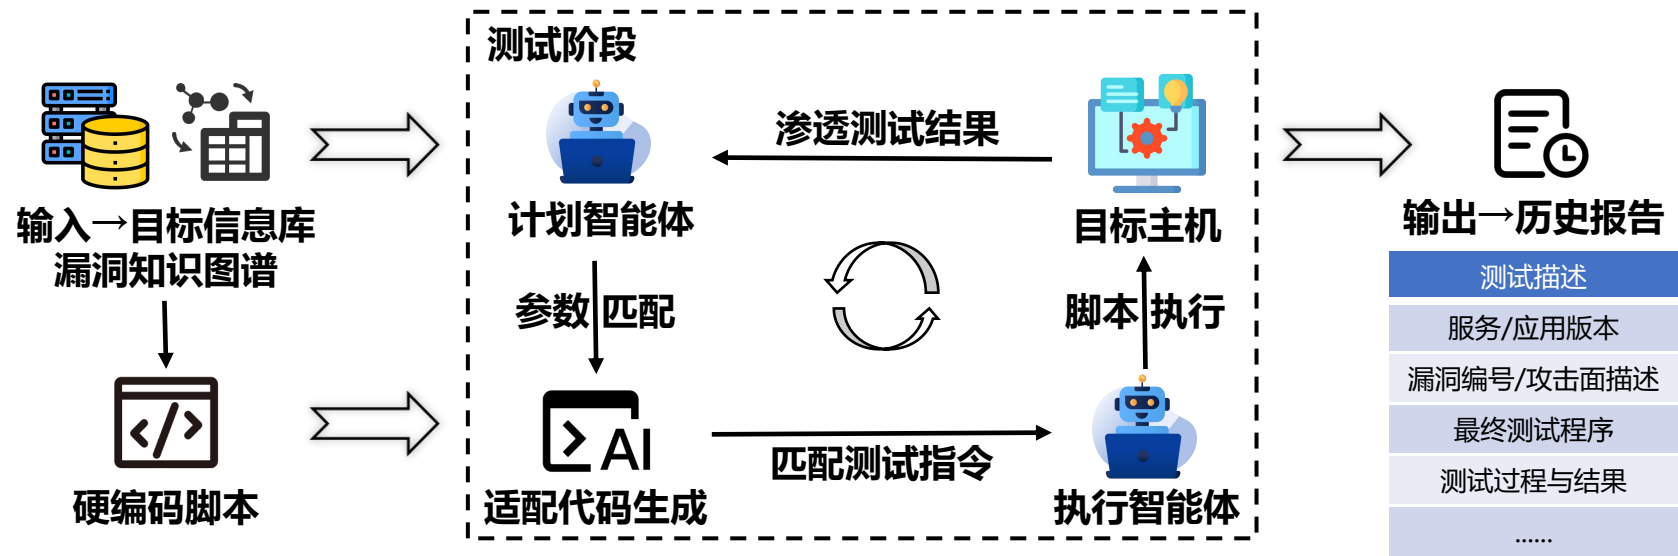 测试阶段
渗透测试结果
计划智能体
目标主机
输入→目标信息库
漏洞知识图谱
输出→历史报告
参数 匹配
脚本 执行
测试描述
服务/应用版本
漏洞编号/攻击面描述
最终测试程序
测试过程与结果
......
</>
AI
匹配测试指令
硬编码脚本
适配代码生成
执行智能体